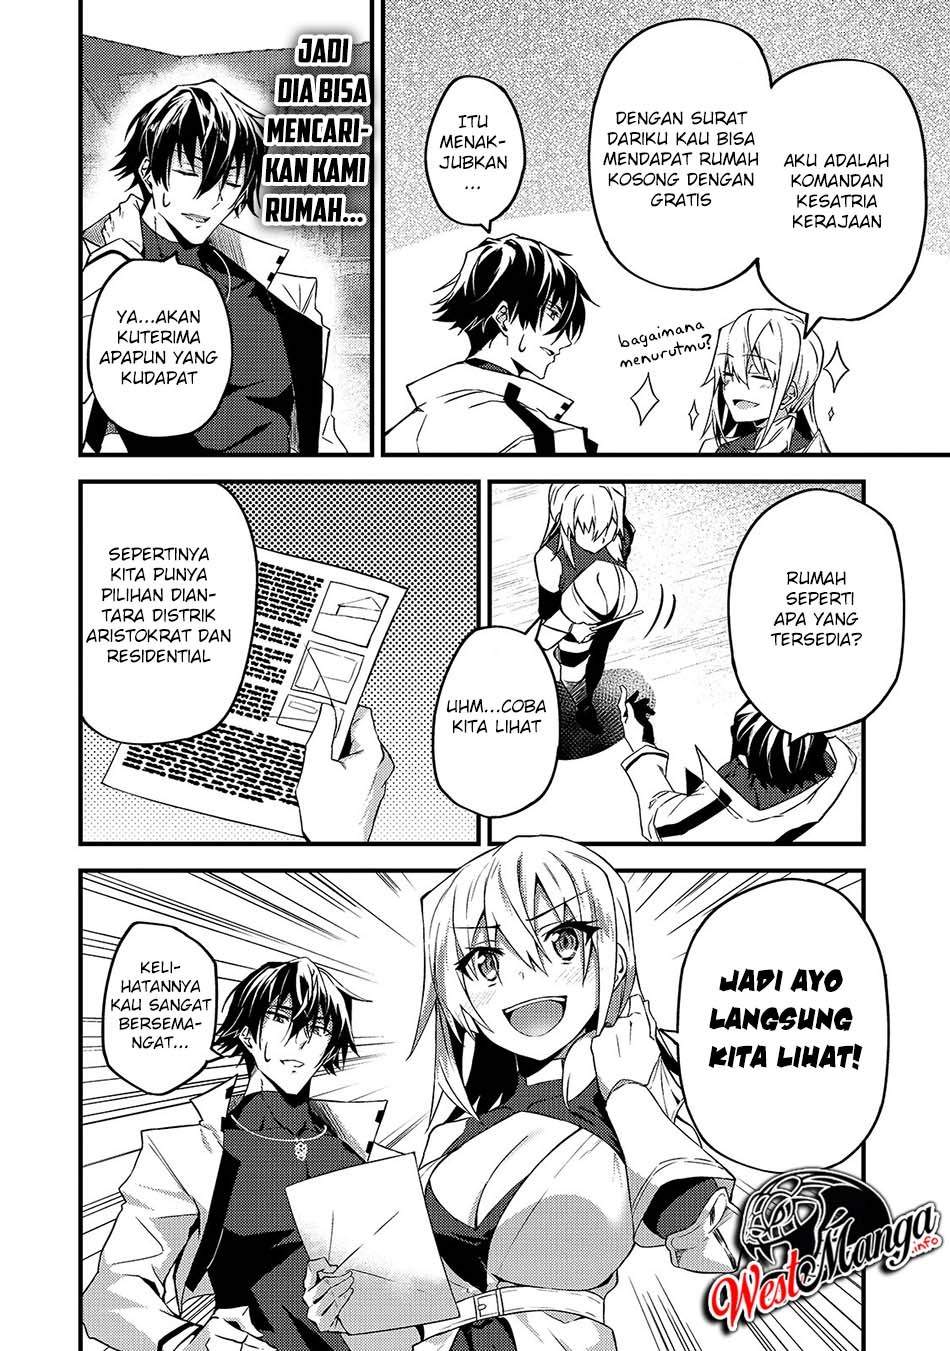 AKU ADALAH
KOMANDAN
KESATRIA
KERAJAAN
DENGAN SURAT
DARIKU KAU BISA
MENDAPAT RUMAH
KOSONG DENGAN
GRATIS
bagaimana
menurutmu?
ITU
MENAK-
JUBKAN
...
JADI
DIA BISA
MENCARI-
KAN KAMI
RUMAH...
YA...AKAN
KUTERIMA
APAPUN YANG
KUDAPAT
RUMAH
SEPERTI
APA YANG
TERSEDIA?
UHM...COBA
KITA LIHAT
SEPERTINYA
KITA PUNYA
PILIHAN DIAN-
TARA DISTRIK
ARISTOKRAT DAN
RESIDENTIAL
JADI AYO
LANGSUNG
KITA LIHAT!
KELI-
HATANNYA
KAU SANGAT
BERSEMA-
NGAT...
WestManga
.info